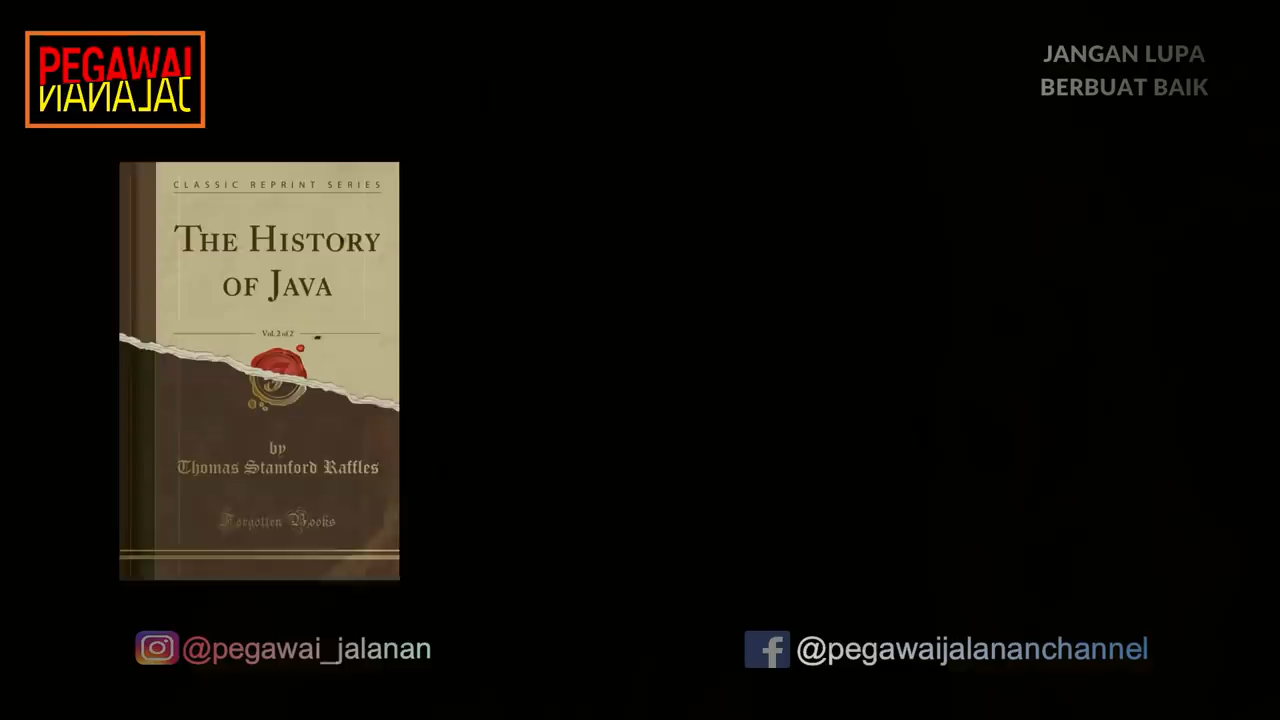 PEGAWAI
JALANAN
JANGAN LUPA
BERBUAT BAIK
CLASSIC REPRINT SERIES
THE HISTORY
OF JAVA
Vol. 2 of 2
by
Thomas Stamford Raffles
Forgotten Books
@pegawai_jalanan
@pegawaijalananchannel